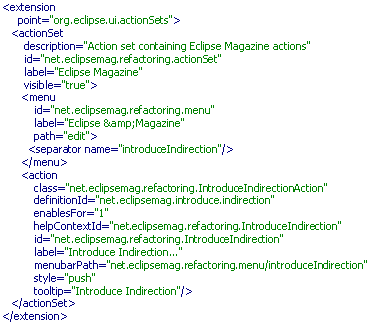 <extension
point="org.eclipse.ui.actionSets">
<actionSet
description="Action set containing Eclipse Magazine actions"
id="net.eclipsemag.refactoring.actionSet"
label="Eclipse Magazine"
visible="true">
<menu
id="net.eclipsemag.refactoring.menu"
label="Eclipse &amp;Magazine"
path="edit">
<separator name="introduceIndirection"/>
</menu>
<action
class="net.eclipsemag.refactoring.IntroduceIndirectionAction"
definitionId="net.eclipsemag.introduce.indirection"
enablesFor="1"
helpContextId="net.eclipsemag.refactoring.IntroduceIndirection"
id="net.eclipsemag.refactoring.IntroduceIndirection"
label="Introduce Indirection..."
menubarPath="net.eclipsemag.refactoring.menu/introduceIndirection"
style="push"
tooltip="Introduce Indirection"/>
</actionSet>
</extension>